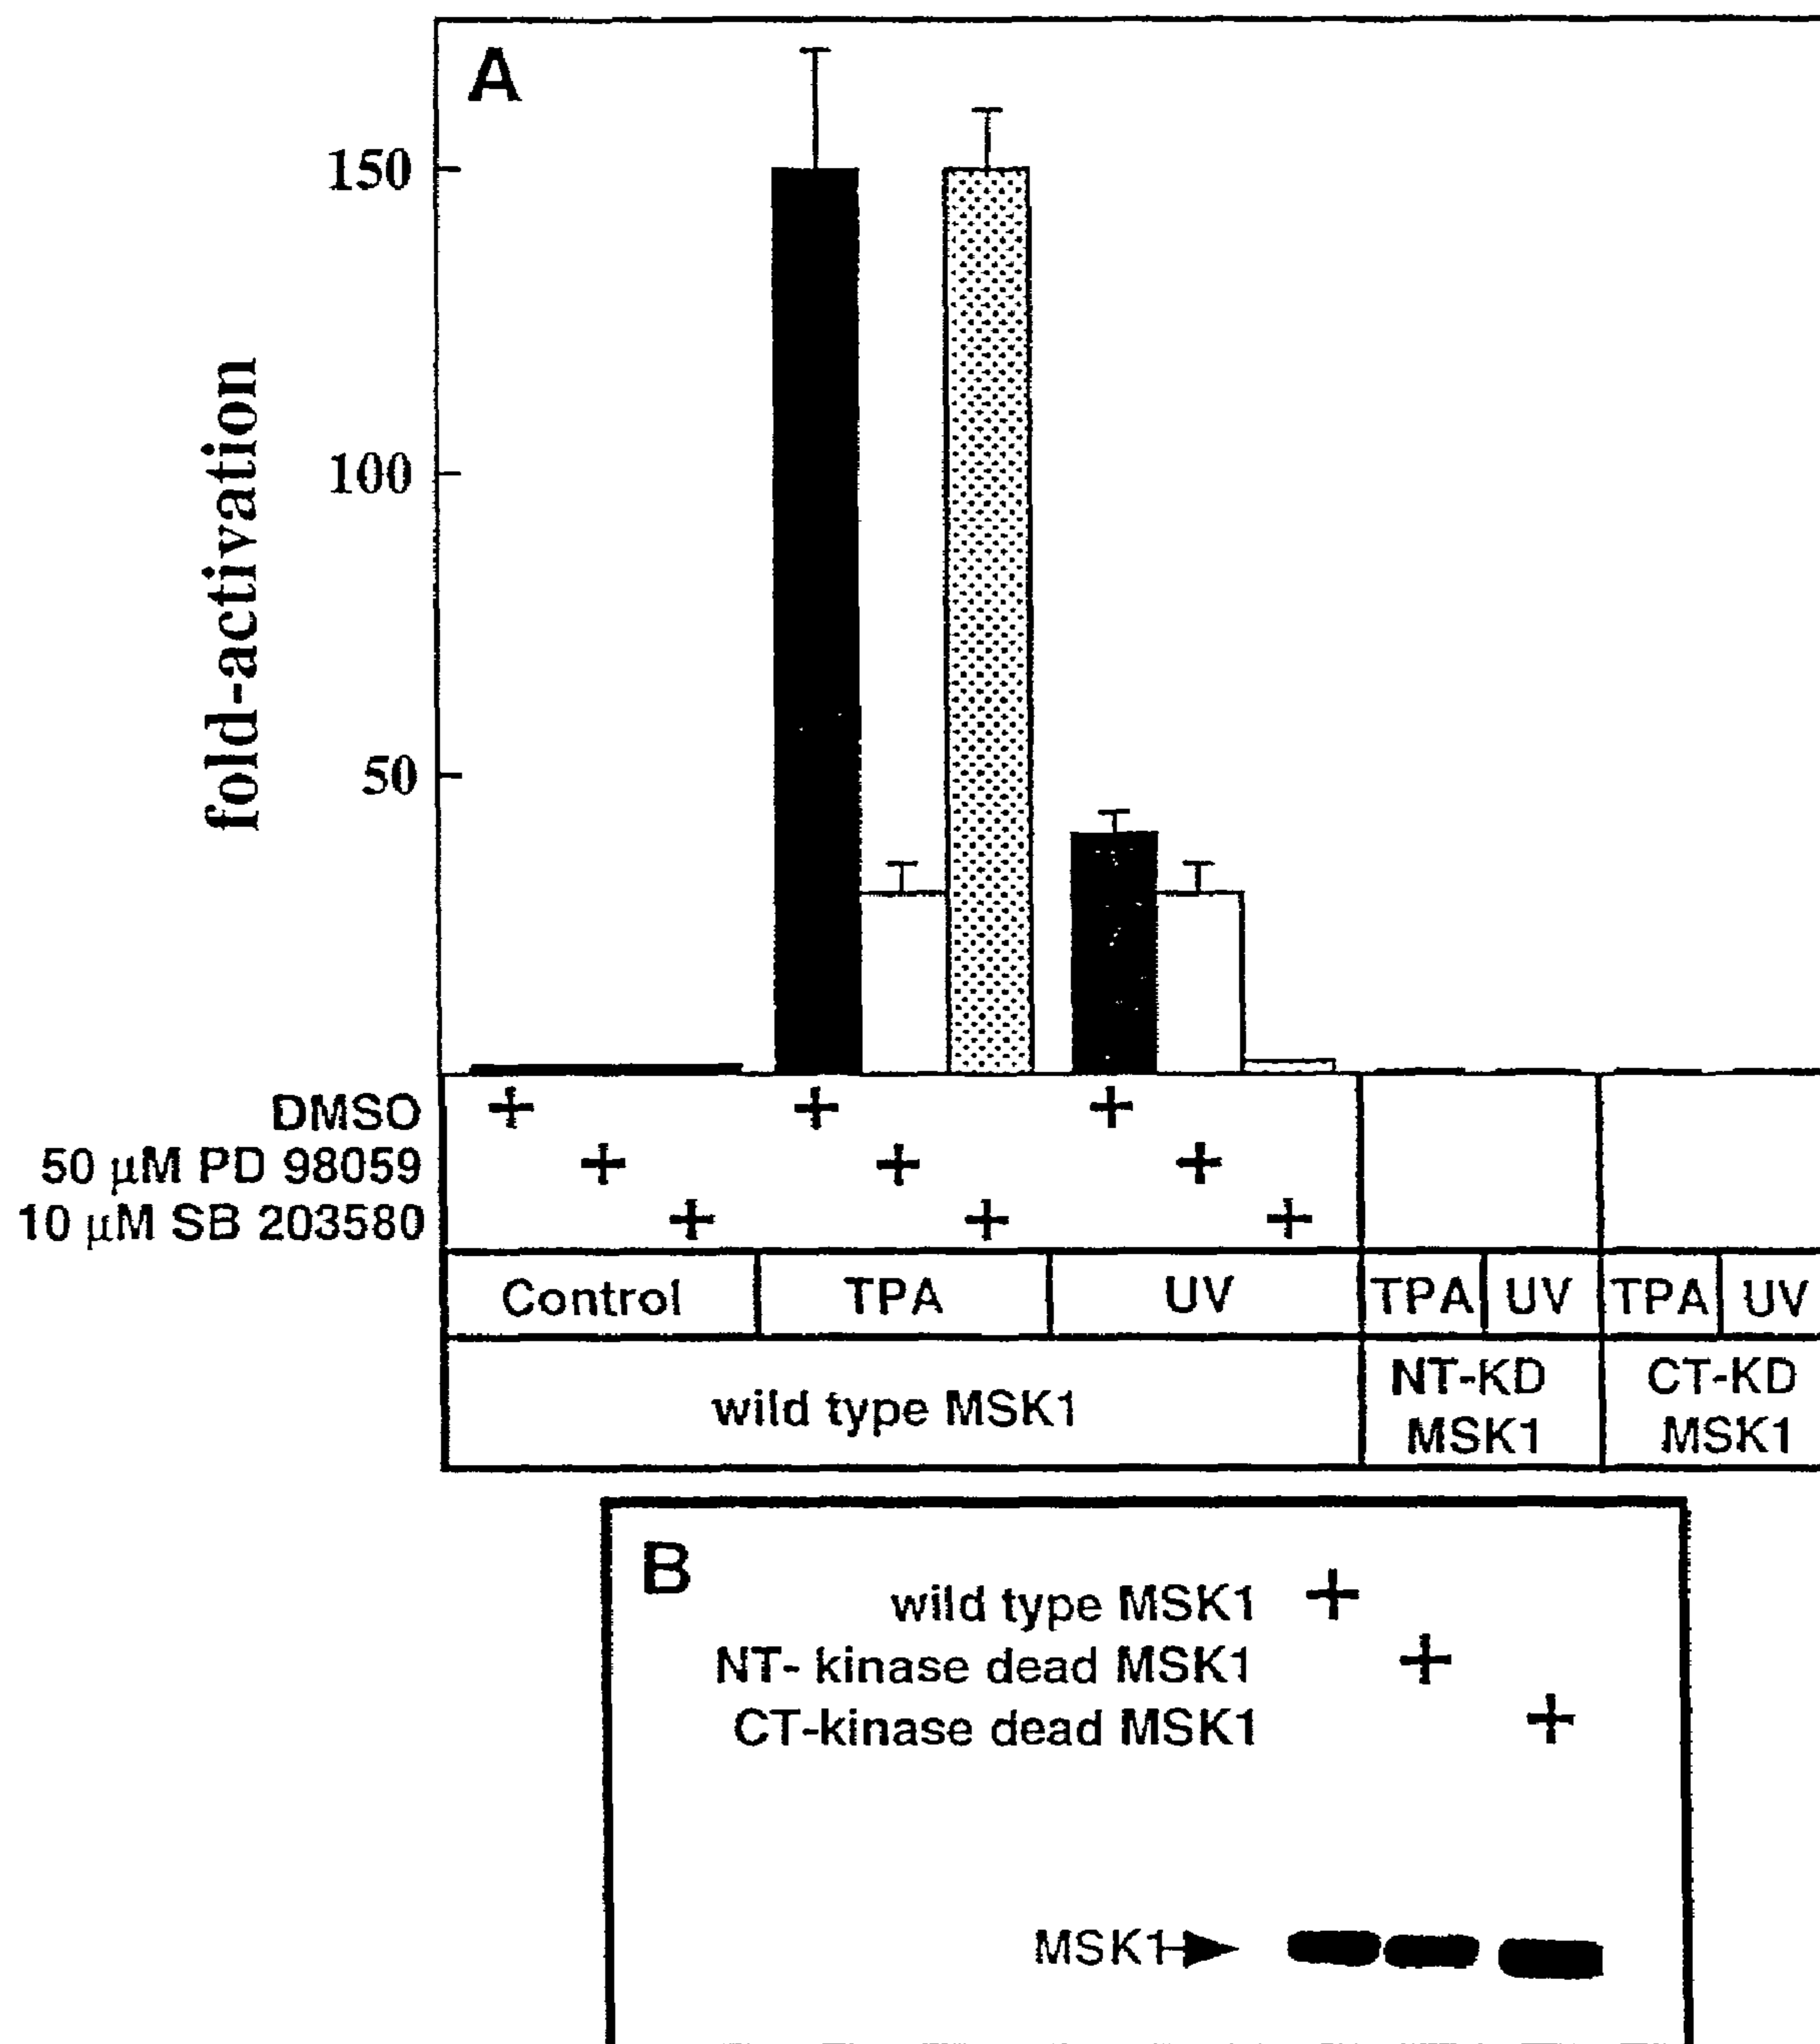 A
150
100
50
fold-activation
DMSO + + +
50 µM PD 98059 + + +
10 µM SB 203580 + + +
Control TPA UV TPA UV TPA UV
wild type MSK1 NT-KD MSK1 CT-KD MSK1
B
wild type MSK1 +
NT- kinase dead MSK1 +
CT-kinase dead MSK1 +
MSK1